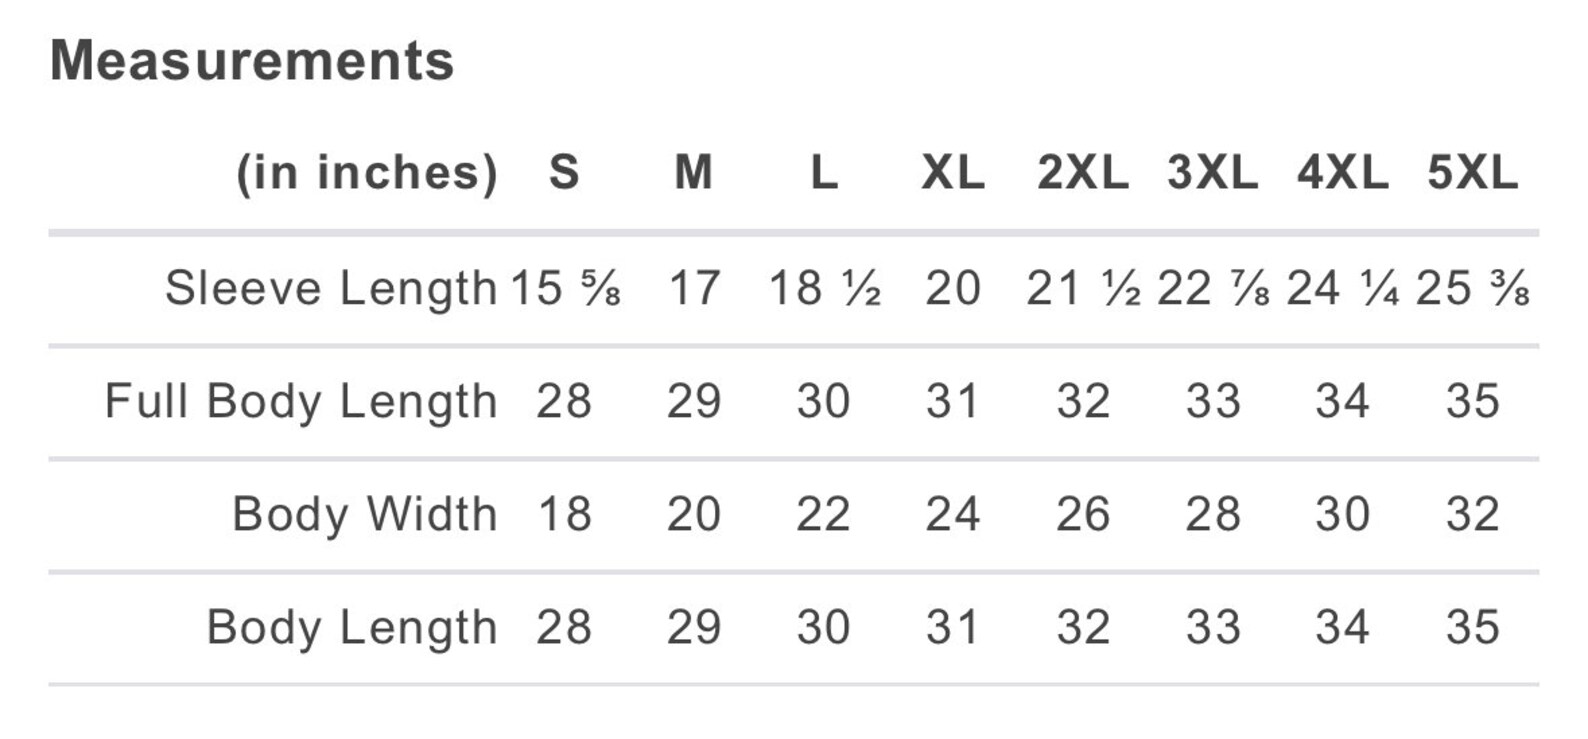 Measurements
(in inches) S M L XL 2XL 3XL 4XL 5XL
Sleeve Length 15 ⅝ 17 18 ½ 20 21 ½ 22 ⅞ 24 ¼ 25 ⅜
Full Body Length 28 29 30 31 32 33 34 35
Body Width 18 20 22 24 26 28 30 32
Body Length 28 29 30 31 32 33 34 35